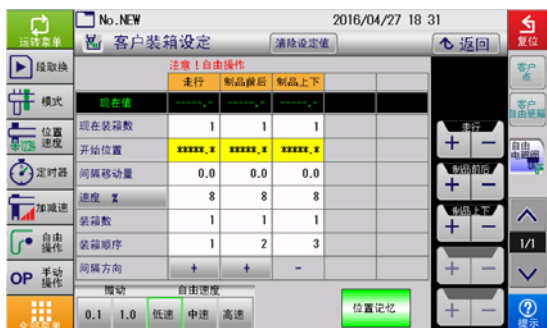 No.NEW 2016/04/27 18 31
运转菜单 客户装箱设定 清除设定值 返回 复位
注意！自由操作
走行 制品前后 制品上下
现在值 -----.- -----.- -----.-
现在装箱数 1 1 1
开始位置 *****.* *****.* *****.*
间隔移动量 0.0 0.0 0.0
速度 % 8 8 8
装箱数 1 1 1
装箱顺序 1 2 3
间隔方向 + + -
微动 自由速度
0.1 1.0 低速 中速 高速 位置记忆
段取换
模式
位置
速度
定时器
加减速
自由
操作
OP 手动
操作
全部菜单
走行
+ -
制品前后
+ -
制品上下
+ -
+ -
+ -
客户
点
客户
自由装箱
自由
电磁阀
1/1
提示